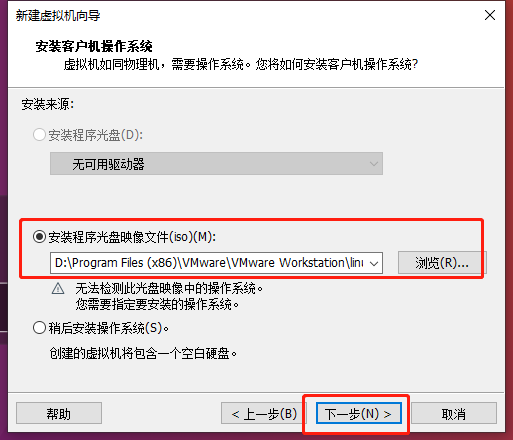 新建虚拟机向导
安装客户机操作系统
虚拟机如同物理机，需要操作系统。您将如何安装客户机操作系统?
安装来源:
安装程序光盘(D):
无可用驱动器
安装程序光盘映像文件(iso)(M):
D:\Program Files (x86)\VMware\VMware Workstation\linu
浏览(R)...
无法检测此光盘映像中的操作系统。
您需要指定要安装的操作系统。
稍后安装操作系统(S)。
创建的虚拟机将包含一个空白硬盘。
帮助
< 上一步(B)
下一步(N) >
取消